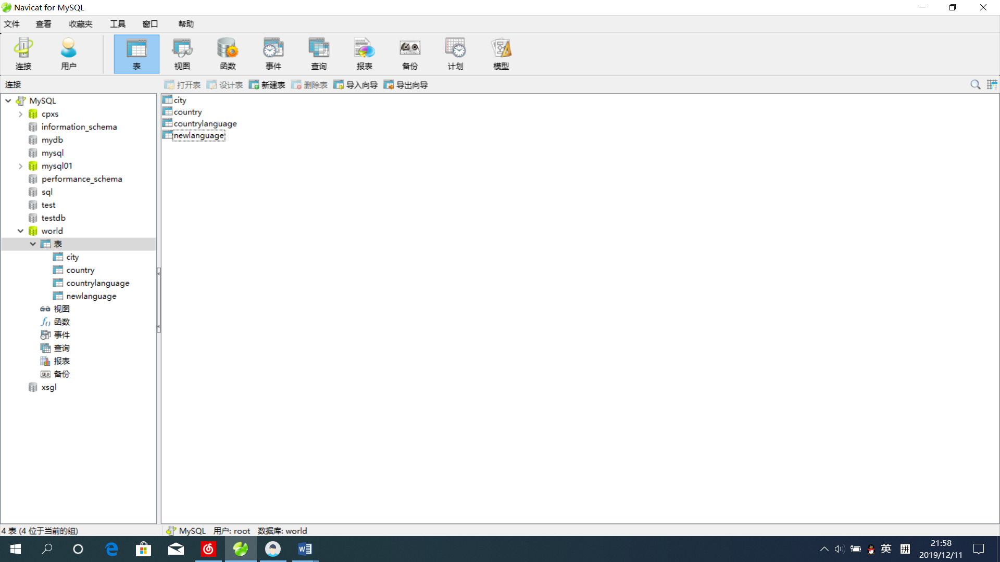 Navicat for MySQL
文件 查看 收藏夹 工具 窗口 帮助
连接 用户 表 视图 函数 事件 查询 报表 备份 计划 模型
连接 打开表 设计表 新建表 删除表 导入向导 导出向导
MySQL
cpxs
information_schema
mydb
mysql
mysql01
performance_schema
sql
test
testdb
world
表
city
country
countrylanguage
newlanguage
视图
函数
事件
查询
报表
备份
xsgl
city
country
countrylanguage
newlanguage
4 表 (4 位于当前的组) MySQL 用户: root 数据库: world
英 拼 21:58
2019/12/11